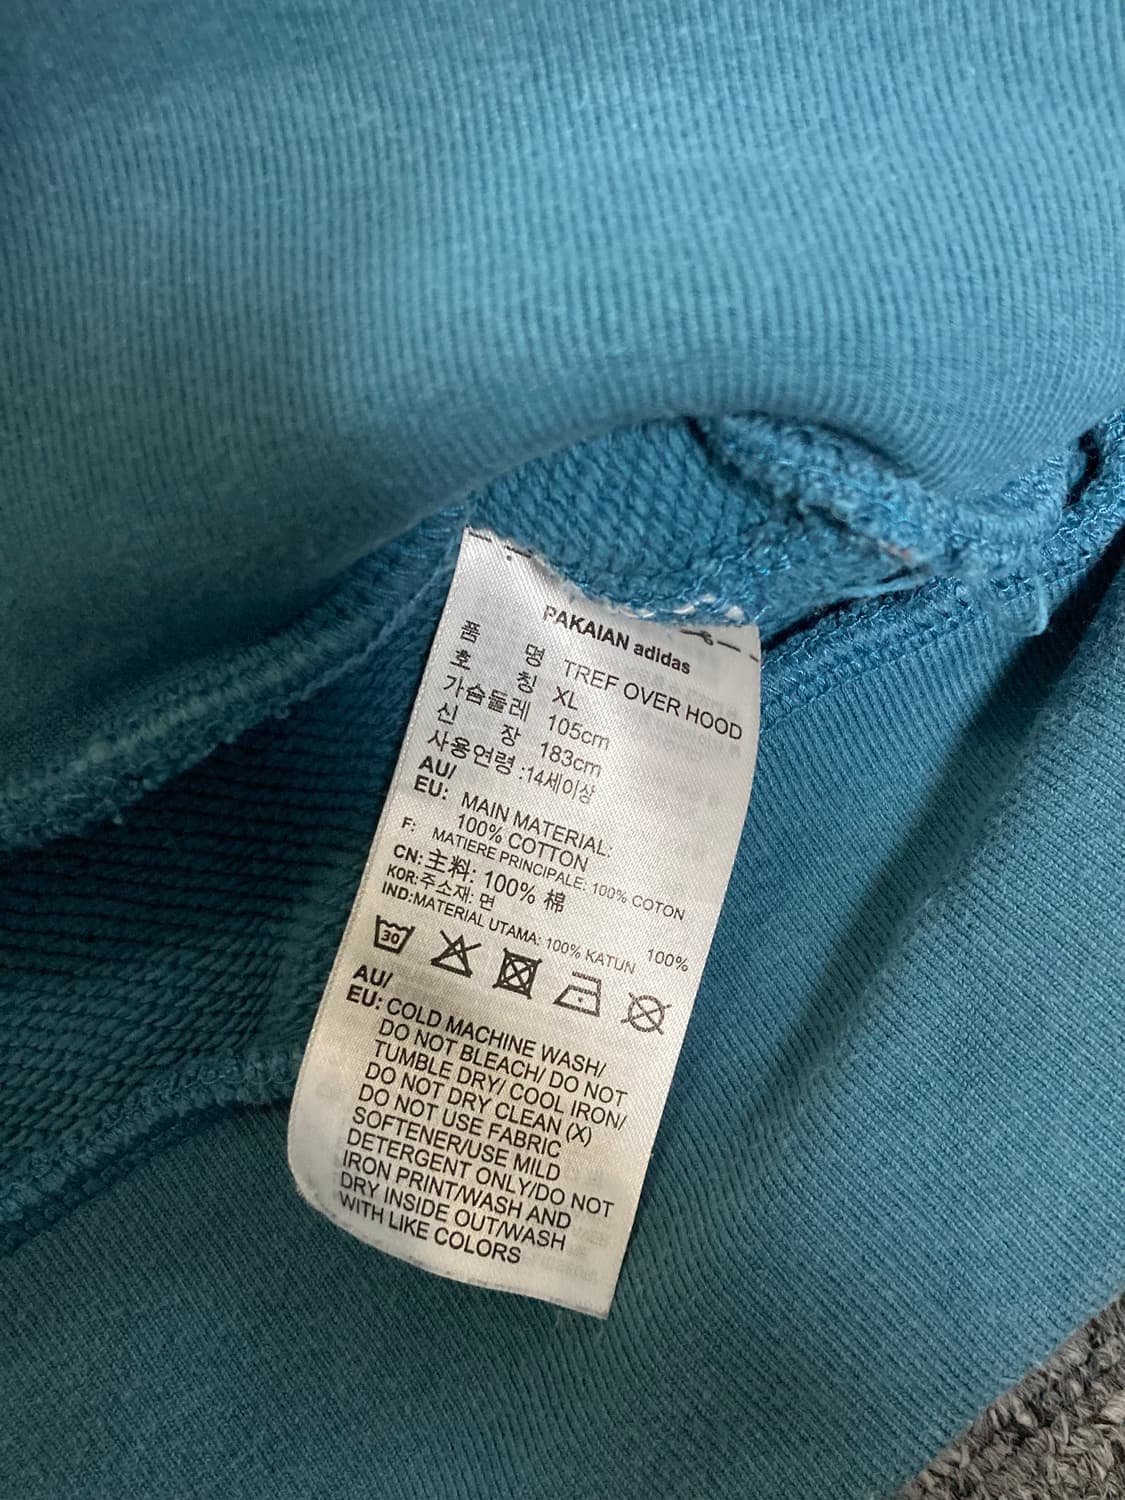 PAKAIAN adidas
품 명 TREF OVER HOOD
호 칭 XL
가슴둘레 105cm
신 장 183cm
사용연령 :14세이상
AU/
EU: MAIN MATERIAL:
100% COTTON
F: MATIERE PRINCIPALE: 100% COTON
CN: 主料: 100% 棉
KOR: 주소재: 면 100%
IND:MATERIAL UTAMA: 100% KATUN
30
AU/
EU: COLD MACHINE WASH/
DO NOT BLEACH/ DO NOT
TUMBLE DRY/ COOL IRON/
DO NOT DRY CLEAN (X)
DO NOT USE FABRIC
SOFTENER/USE MILD
DETERGENT ONLY/DO NOT
IRON PRINT/WASH AND
DRY INSIDE OUT/WASH
WITH LIKE COLORS